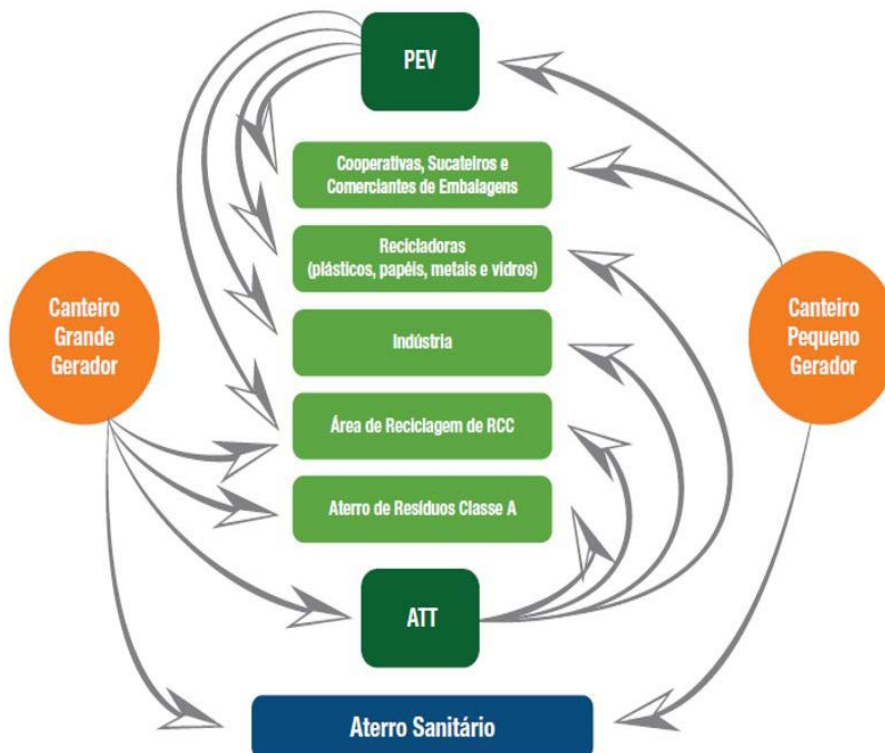 PEV
Cooperativas, Sucateiros e
Comerciantes de Embalagens
Recicladoras
(plásticos, papéis, metais e vidros)
Canteiro
Grande
Gerador
Indústria
Canteiro
Pequeno
Gerador
Área de Reciclagem de RCC
Aterro de Resíduos Classe A
ATT
Aterro Sanitário